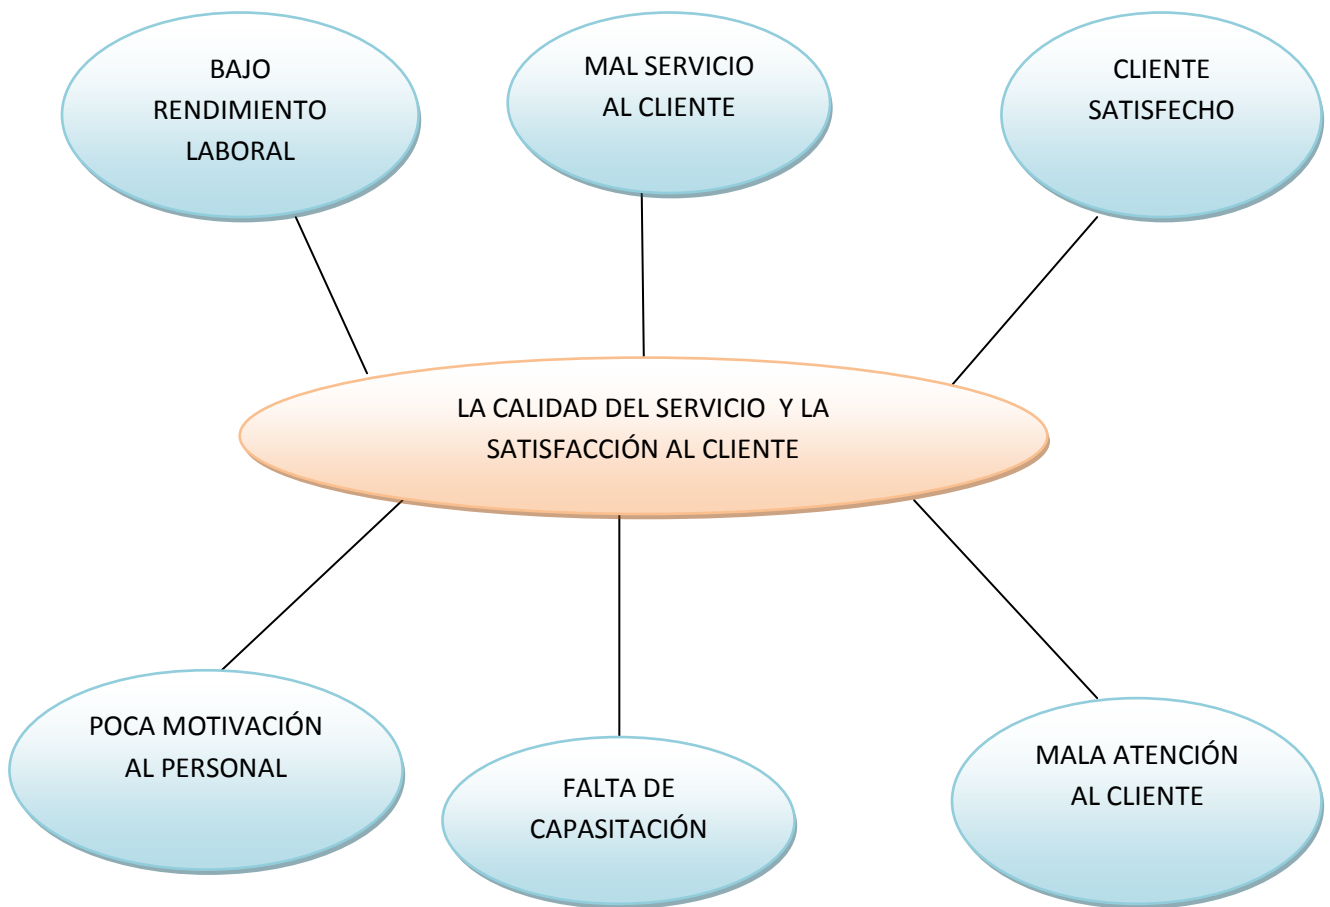 BAJO
RENDIMIENTO
LABORAL
MAL SERVICIO
AL CLIENTE
CLIENTE
SATISFECHO
LA CALIDAD DEL SERVICIO  Y LA
SATISFACCIÓN AL CLIENTE
POCA MOTIVACIÓN
AL PERSONAL
FALTA DE
CAPASITACIÓN
MALA ATENCIÓN
AL CLIENTE